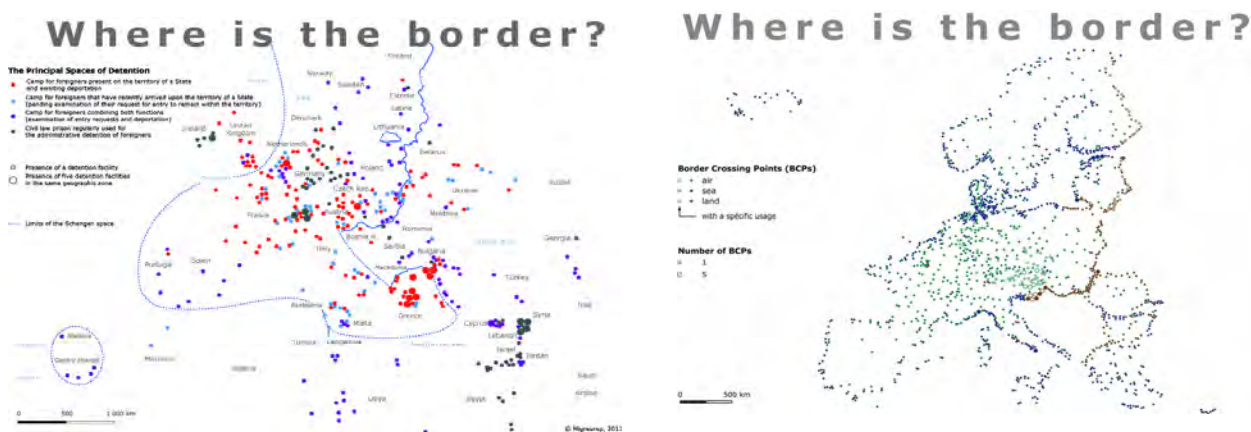 Where is the border?
The Principal Spaces of Detention
Camp for foreigners present on the territory of a State
and awaiting deportation
Camp for foreigners that have recently arrived upon the territory of a State
(pending examination of their request for entry to remain within the territory)
Camp for foreigners combining both functions
(examination of entry requests and deportation)
Civil law prison regularly used
for the administrative detention of foreigners
Presence of a detention facility
Presence of five detention facilities
in the same geographic zone
Limits of the Schengen space
Finland
Norway
Sweden
Estonia
Latvia
Denmark
Lithuania
Ireland
United
Kingdom
Netherlands
Belarus
Germany
Poland
Czech Rep.
Ukraine
Russia
Austria
France
Moldova
Romania
Bosnia H.
Serbia
Italy
Bulgaria
Georgia
Macedonia
Portugal
Spain
Turkey
Greece
Malta
Cyprus
Syria
Lebanon
Iraq
Tunisia
Lampedusa
Israel
Jordan
Morocco
Algeria
Libya
Egypt
Saudi
Arabia
Madeira
Canary Islands
0 500 1 000 km
© Migreurop, 2011
Where is the border?
Border Crossing Points (BCPs)
air
sea
land
with a spécific usage
Number of BCPs
1
5
0 500 km